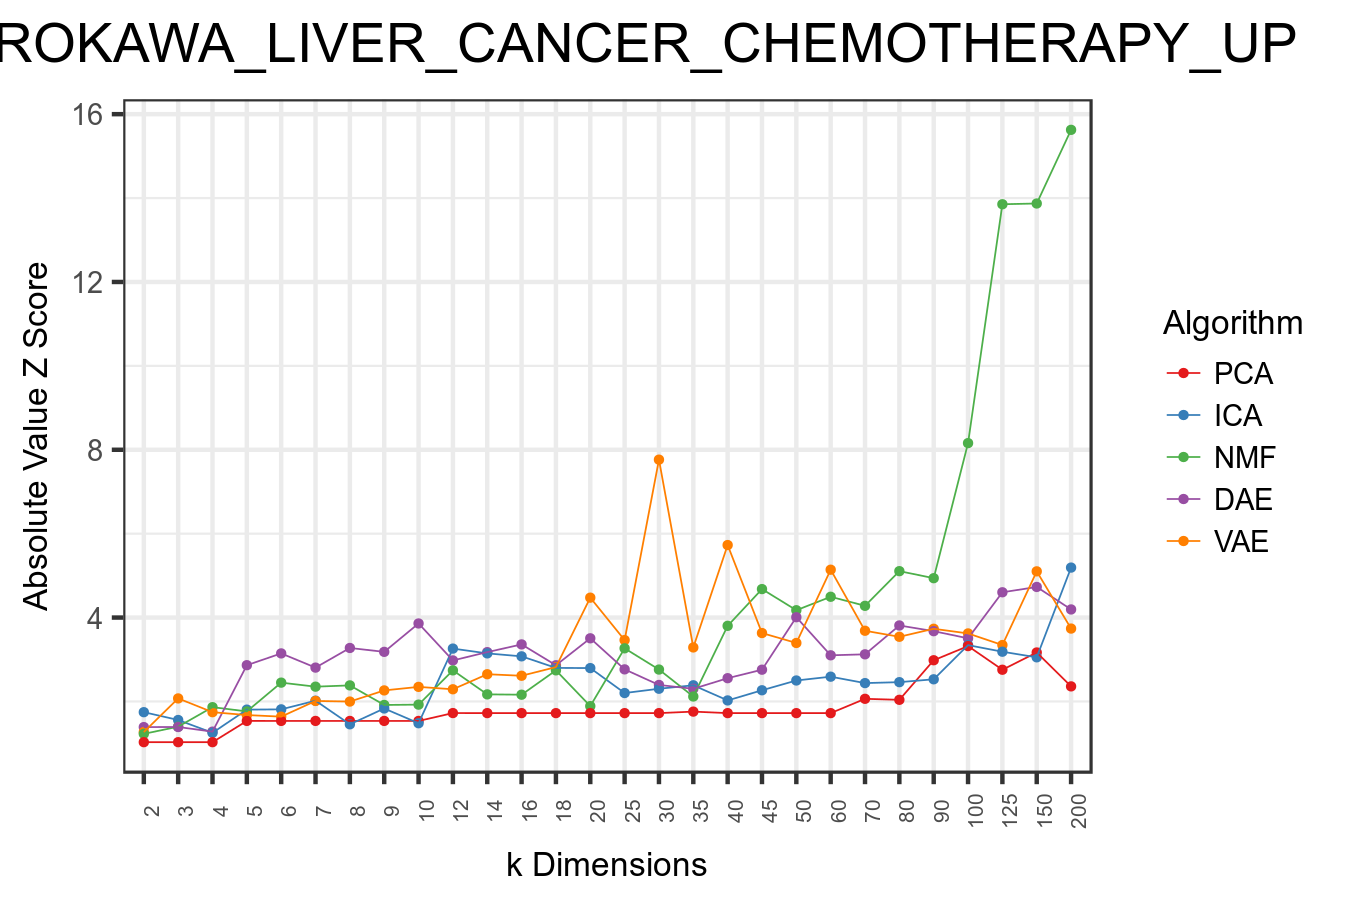 ROKAWA_LIVER_CANCER_CHEMOTHERAPY_UP
16
12
8
4
Absolute Value Z Score
2 3 4 5 6 7 8 9 10 12 14 16 18 20 25 30 35 40 45 50 60 70 80 90 100 125 150 200
k Dimensions
Algorithm
PCA
ICA
NMF
DAE
VAE